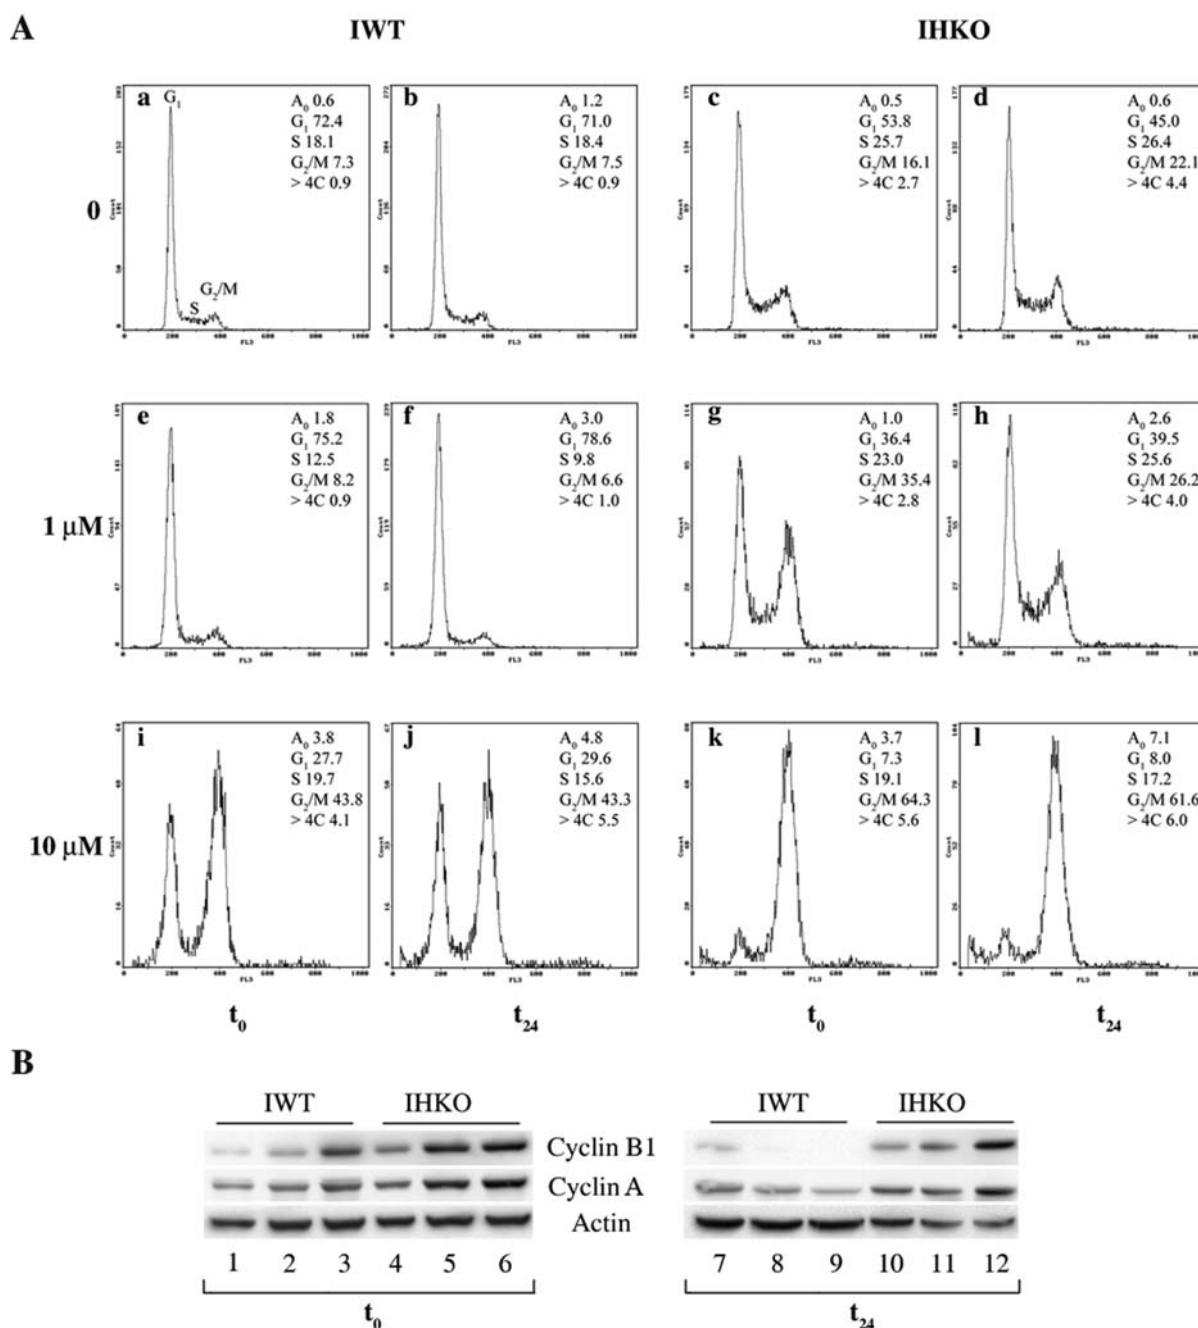 A
IWT
IHKO
0
a
G1
S
G2/M
A0 0.6
G1 72.4
S 18.1
G2/M 7.3
> 4C 0.9
b
A0 1.2
G1 71.0
S 18.4
G2/M 7.5
> 4C 0.9
c
A0 0.5
G1 53.8
S 25.7
G2/M 16.1
> 4C 2.7
d
A0 0.6
G1 45.0
S 26.4
G2/M 22.1
> 4C 4.4
1 µM
e
A0 1.8
G1 75.2
S 12.5
G2/M 8.2
> 4C 0.9
f
A0 3.0
G1 78.6
S 9.8
G2/M 6.6
> 4C 1.0
g
A0 1.0
G1 36.4
S 23.0
G2/M 35.4
> 4C 2.8
h
A0 2.6
G1 39.5
S 25.6
G2/M 26.2
> 4C 4.0
10 µM
i
A0 3.8
G1 27.7
S 19.7
G2/M 43.8
> 4C 4.1
j
A0 4.8
G1 29.6
S 15.6
G2/M 43.3
> 4C 5.5
k
A0 3.7
G1 7.3
S 19.1
G2/M 64.3
> 4C 5.6
l
A0 7.1
G1 8.0
S 17.2
G2/M 61.6
> 4C 6.0
t0 t24 t0 t24
B
IWT IHKO IWT IHKO
Cyclin B1
Cyclin A
Actin
1 2 3 4 5 6 7 8 9 10 11 12
t0 t24